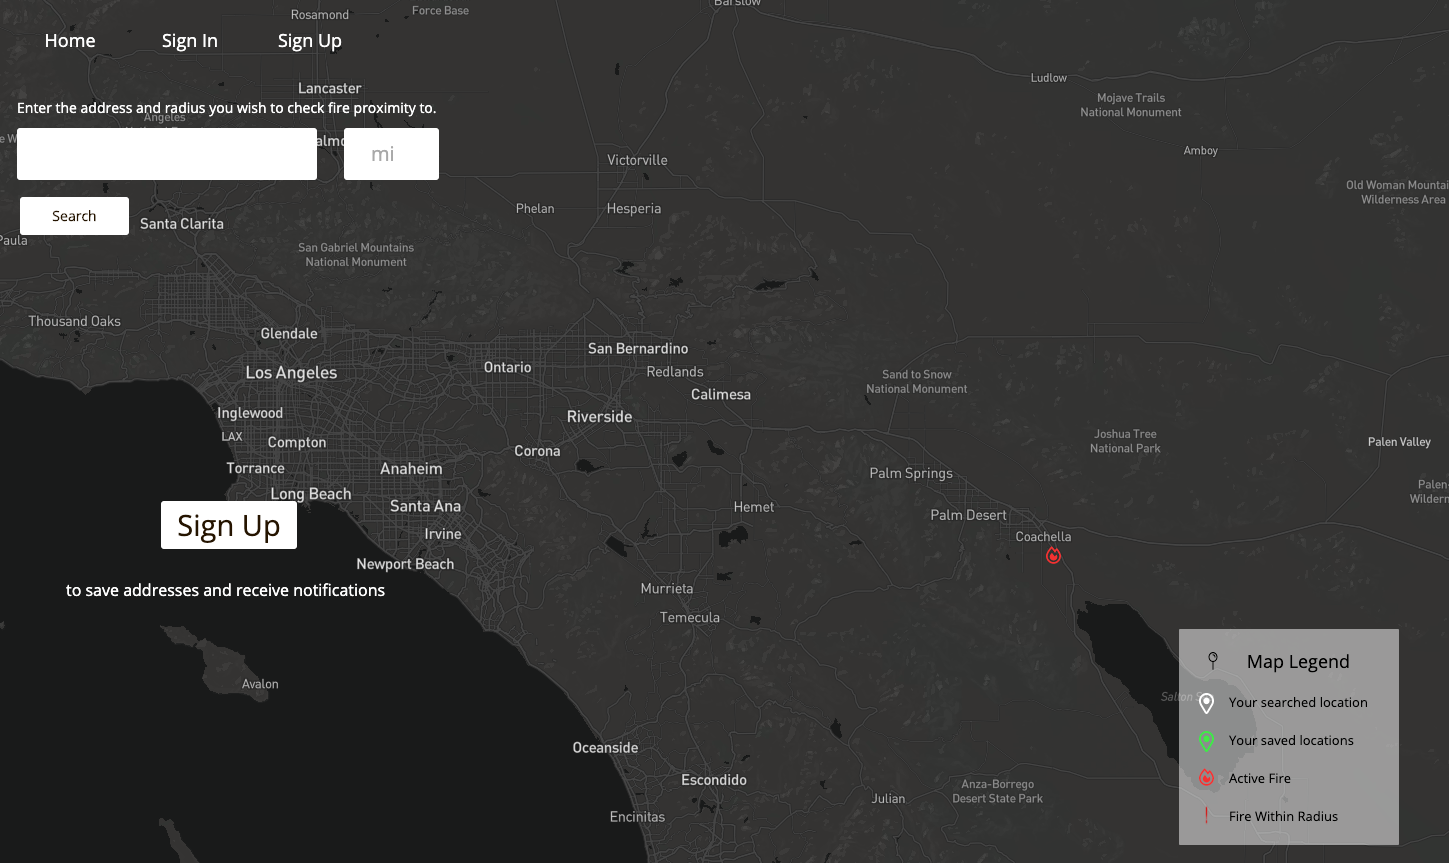 Rosamond
Force Base
Barstow
Home
Sign In
Sign Up
Ludlow
Lancaster
Mojave Trails
National Monument
Enter the address and radius you wish to check fire proximity to.
Angeles
mi
Amboy
Victorville
Old Woman Mountai
Wilderness Area
Phelan
Hesperia
Search
Santa Clarita
Paula
San Gabriel Mountains
National Monument
Thousand Oaks
Glendale
San Bernardino
Ontario
Los Angeles
Redlands
Sand to Snow
National Monument
Calimesa
Inglewood
Riverside
LAX
Compton
Joshua Tree
National Park
Palen Valley
Corona
Torrance
Anaheim
Palm Springs
Long Beach
Palen-
Wildern
Santa Ana
Hemet
Palm Desert
Sign Up
Irvine
Coachella
Newport Beach
to save addresses and receive notifications
Murrieta
Temecula
Avalon
Map Legend
Salton S
Your searched location
Your saved locations
Active Fire
Fire Within Radius
Oceanside
Escondido
Anza-Borrego
Desert State Park
Julian
Encinitas